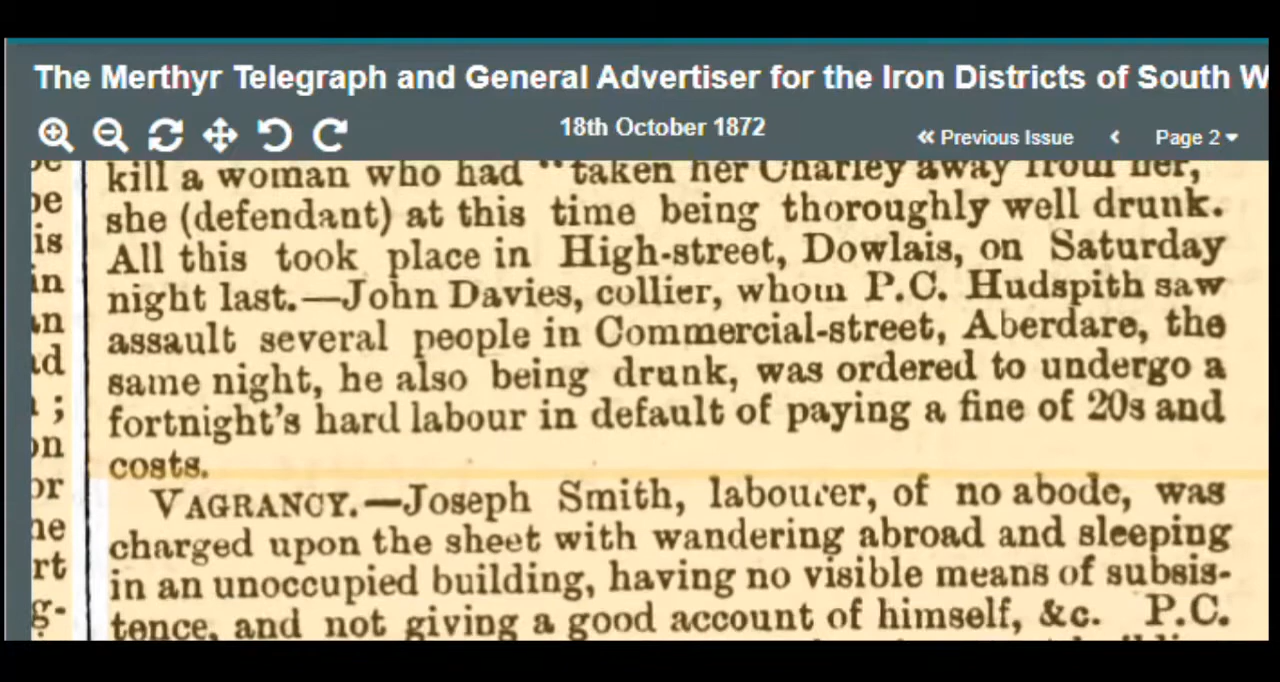 The Merthyr Telegraph and General Advertiser for the Iron Districts of South W
18th October 1872
Previous Issue
Page 2
kill a woman who had "taken her Charley away from her,
she (defendant) at this time being thoroughly well drunk.
All this took place in High-street, Dowlais, on Saturday
night last.—John Davies, collier, whom P.C. Hudspith saw
assault several people in Commercial-street, Aberdare, the
same night, he also being drunk, was ordered to undergo a
fortnight's hard labour in default of paying a fine of 20s and
costs.
VAGRANCY.—Joseph Smith, labourer, of no abode, was
charged upon the sheet with wandering abroad and sleeping
in an unoccupied building, having no visible means of subsis-
tence, and not giving a good account of himself, &c. P.C.